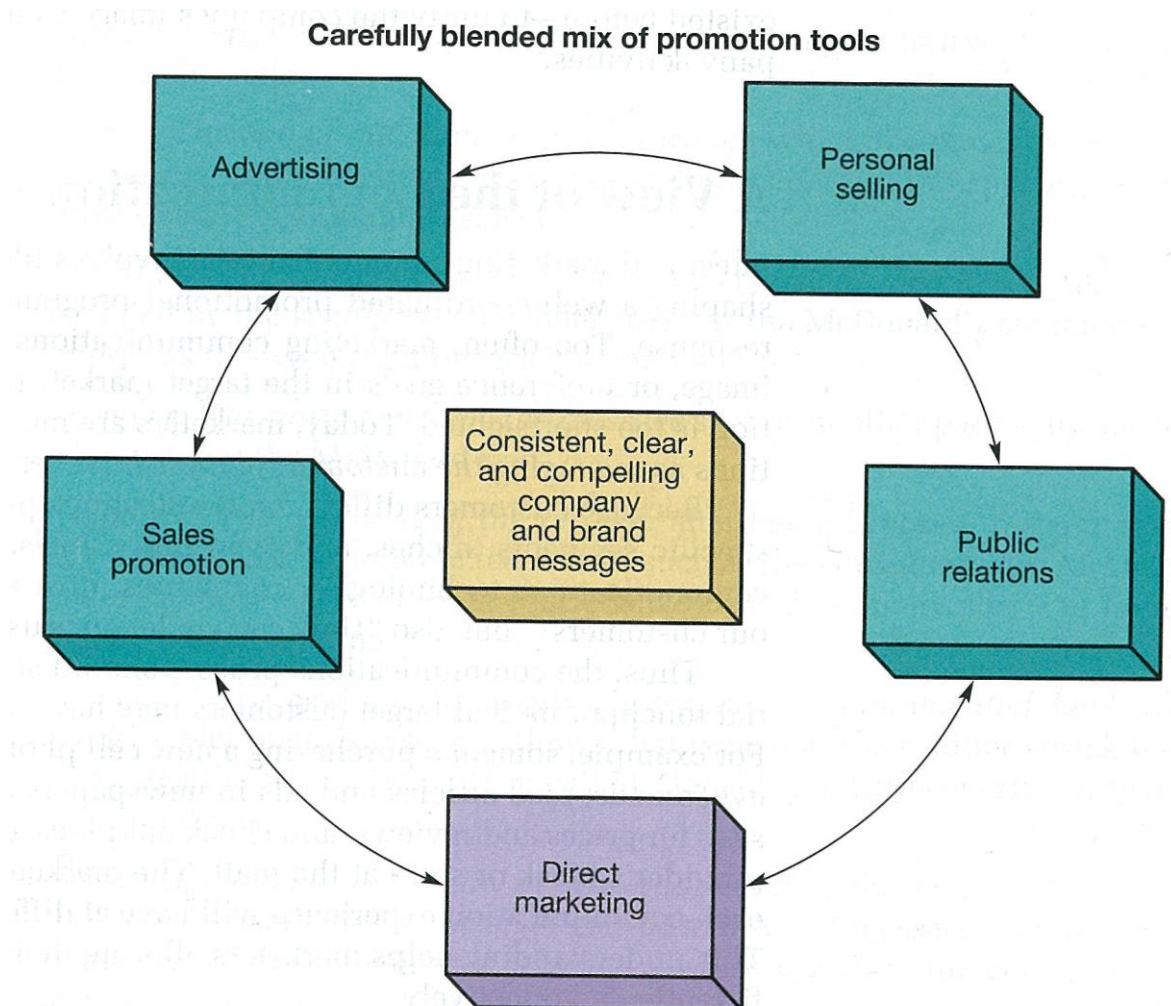 Carefully blended mix of promotion tools
Advertising
Personal
selling
Consistent, clear,
and compelling
company
and brand
messages
Sales
promotion
Public
relations
Direct
marketing